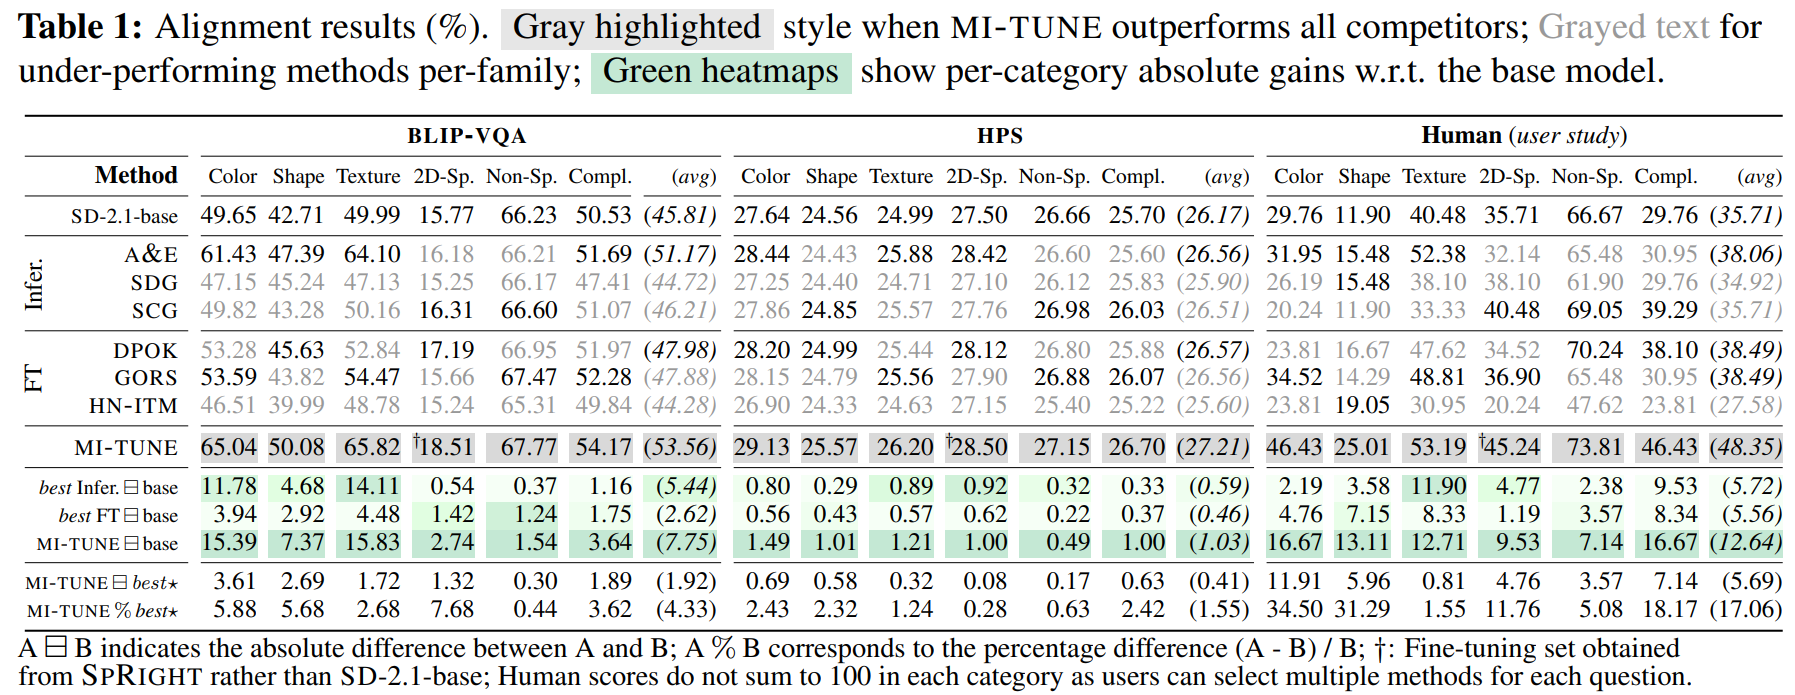 Table 1: Alignment results (%). Gray highlighted style when MI-TUNE outperforms all competitors; Grayed text for
under-performing methods per-family; Green heatmaps show per-category absolute gains w.r.t. the base model.
BLIP-VQA HPS Human (user study)
Method Color Shape Texture 2D-Sp. Non-Sp. Compl. (avg) Color Shape Texture 2D-Sp. Non-Sp. Compl. (avg) Color Shape Texture 2D-Sp. Non-Sp. Compl. (avg)
SD-2.1-base 49.65 42.71 49.99 15.77 66.23 50.53 (45.81) 27.64 24.56 24.99 27.50 26.66 25.70 (26.17) 29.76 11.90 40.48 35.71 66.67 29.76 (35.71)
Infer.
A&E 61.43 47.39 64.10 16.18 66.21 51.69 (51.17) 28.44 24.43 25.88 28.42 26.60 25.60 (26.56) 31.95 15.48 52.38 32.14 65.48 30.95 (38.06)
SDG 47.15 45.24 47.13 15.25 66.17 47.41 (44.72) 27.25 24.40 24.71 27.10 26.12 25.83 (25.90) 26.19 15.48 38.10 38.10 61.90 29.76 (34.92)
SCG 49.82 43.28 50.16 16.31 66.60 51.07 (46.21) 27.86 24.85 25.57 27.76 26.98 26.03 (26.51) 20.24 11.90 33.33 40.48 69.05 39.29 (35.71)
FT
DPOK 53.28 45.63 52.84 17.19 66.95 51.97 (47.98) 28.20 24.99 25.44 28.12 26.80 25.88 (26.57) 23.81 16.67 47.62 34.52 70.24 38.10 (38.49)
GORS 53.59 43.82 54.47 15.66 67.47 52.28 (47.88) 28.15 24.79 25.56 27.90 26.88 26.07 (26.56) 34.52 14.29 48.81 36.90 65.48 30.95 (38.49)
HN-ITM 46.51 39.99 48.78 15.24 65.31 49.84 (44.28) 26.90 24.33 24.63 27.15 25.40 25.22 (25.60) 23.81 19.05 30.95 20.24 47.62 23.81 (27.58)
MI-TUNE 65.04 50.08 65.82 †18.51 67.77 54.17 (53.56) 29.13 25.57 26.20 †28.50 27.15 26.70 (27.21) 46.43 25.01 53.19 †45.24 73.81 46.43 (48.35)
best Infer. ⊟ base 11.78 4.68 14.11 0.54 0.37 1.16 (5.44) 0.80 0.29 0.89 0.92 0.32 0.33 (0.59) 2.19 3.58 11.90 4.77 2.38 9.53 (5.72)
best FT ⊟ base 3.94 2.92 4.48 1.42 1.24 1.75 (2.62) 0.56 0.43 0.57 0.62 0.22 0.37 (0.46) 4.76 7.15 8.33 1.19 3.57 8.34 (5.56)
MI-TUNE ⊟ base 15.39 7.37 15.83 2.74 1.54 3.64 (7.75) 1.49 1.01 1.21 1.00 0.49 1.00 (1.03) 16.67 13.11 12.71 9.53 7.14 16.67 (12.64)
MI-TUNE ⊟ best⋆ 3.61 2.69 1.72 1.32 0.30 1.89 (1.92) 0.69 0.58 0.32 0.08 0.17 0.63 (0.41) 11.91 5.96 0.81 4.76 3.57 7.14 (5.69)
MI-TUNE % best⋆ 5.88 5.68 2.68 7.68 0.44 3.62 (4.33) 2.43 2.32 1.24 0.28 0.63 2.42 (1.55) 34.50 31.29 1.55 11.76 5.08 18.17 (17.06)
A ⊟ B indicates the absolute difference between A and B; A % B corresponds to the percentage difference (A - B) / B; †: Fine-tuning set obtained
from SPRIGHT rather than SD-2.1-base; Human scores do not sum to 100 in each category as users can select multiple methods for each question.